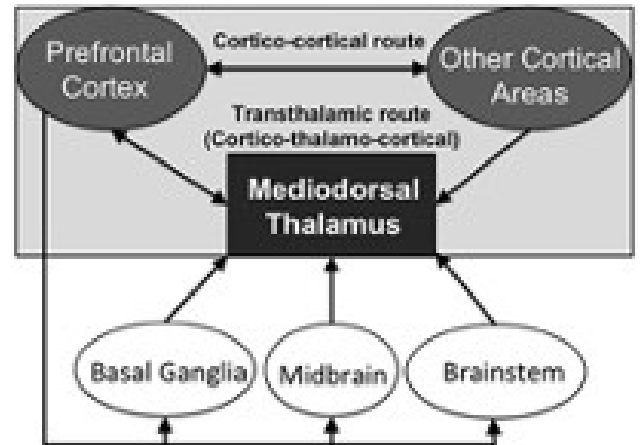 Prefrontal
Cortex
Cortico-cortical route
Other Cortical
Areas
Transthalamic route
(Cortico-thalamo-cortical)
Mediodorsal
Thalamus
Basal Ganglia
Midbrain
Brainstem